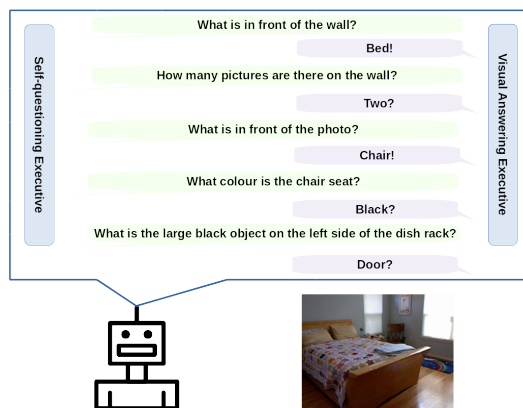 What is in front of the wall?
Bed!
How many pictures are there on the wall?
Two?
What is in front of the photo?
Chair!
What colour is the chair seat?
Black?
What is the large black object on the left side of the dish rack?
Door?
Self-questioning Executive
Visual Answering Executive